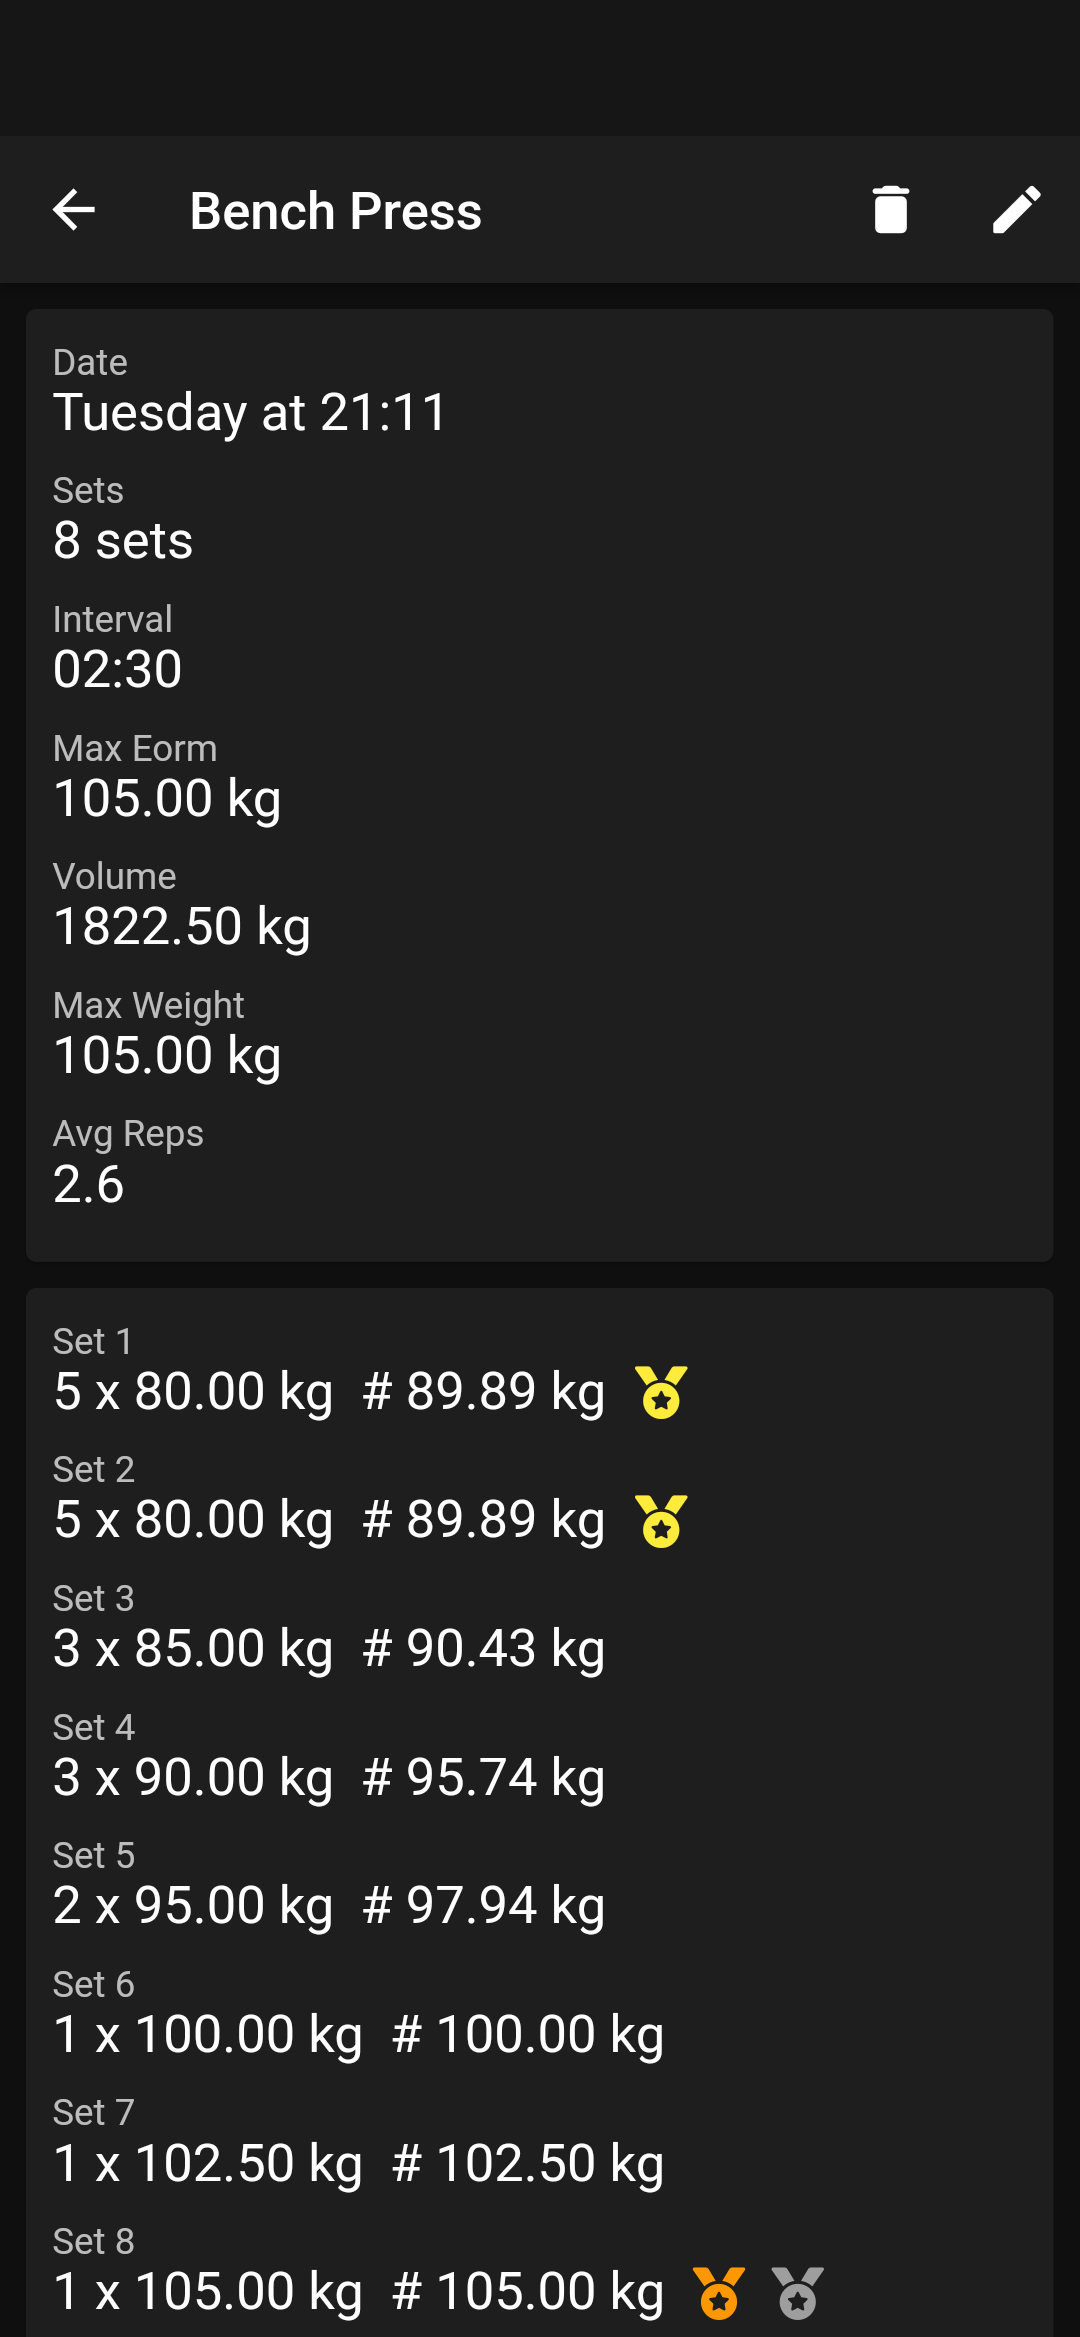 Bench Press
Date
Tuesday at 21:11
Sets
8 sets
Interval
02:30
Max Eorm
105.00 kg
Volume
1822.50 kg
Max Weight
105.00 kg
Avg Reps
2.6
Set 1
5 x 80.00 kg # 89.89 kg
Set 2
5 x 80.00 kg # 89.89 kg
Set 3
3 x 85.00 kg # 90.43 kg
Set 4
3 x 90.00 kg # 95.74 kg
Set 5
2 x 95.00 kg # 97.94 kg
Set 6
1 x 100.00 kg # 100.00 kg
Set 7
1 x 102.50 kg # 102.50 kg
Set 8
1 x 105.00 kg # 105.00 kg